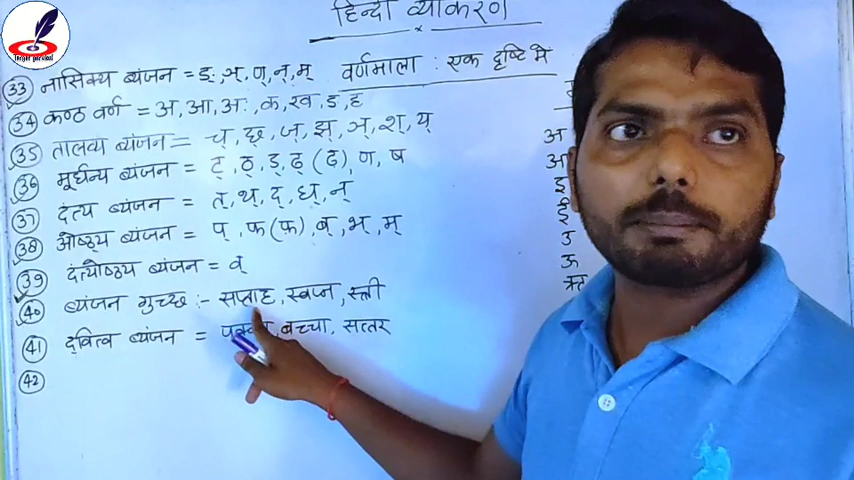 हिन्दी व्याकरण
वर्णमाला : एक दृष्टि मे
33 नासिक्य व्यंजन = ङ, ञ्, ण्, न्, म्
34 कण्ठ वर्ण = अ, आ, अः, क, ख, ङ, ह
35 तालव्य व्यंजन = च्, छ्, ज्, झ्, ञ्, श्, य्
36 मूर्धन्य व्यंजन = ट्, ठ्, ड्, ढ् (ढ़), ण, ष
37 दंत्य व्यंजन = त्, थ्, द्, ध्, न्
38 ओष्ठ्य व्यंजन = प्, फ (फ़), ब्, भ्, म्
39 दंत्योष्ठ्य व्यंजन = व्
40 व्यंजन गुच्छ :- सप्ताह, स्वप्न, स्त्री
41 द्वित्व व्यंजन = बच्चा, सत्तर
42
अ
आ
इ
ई
उ
ऊ
ऋ